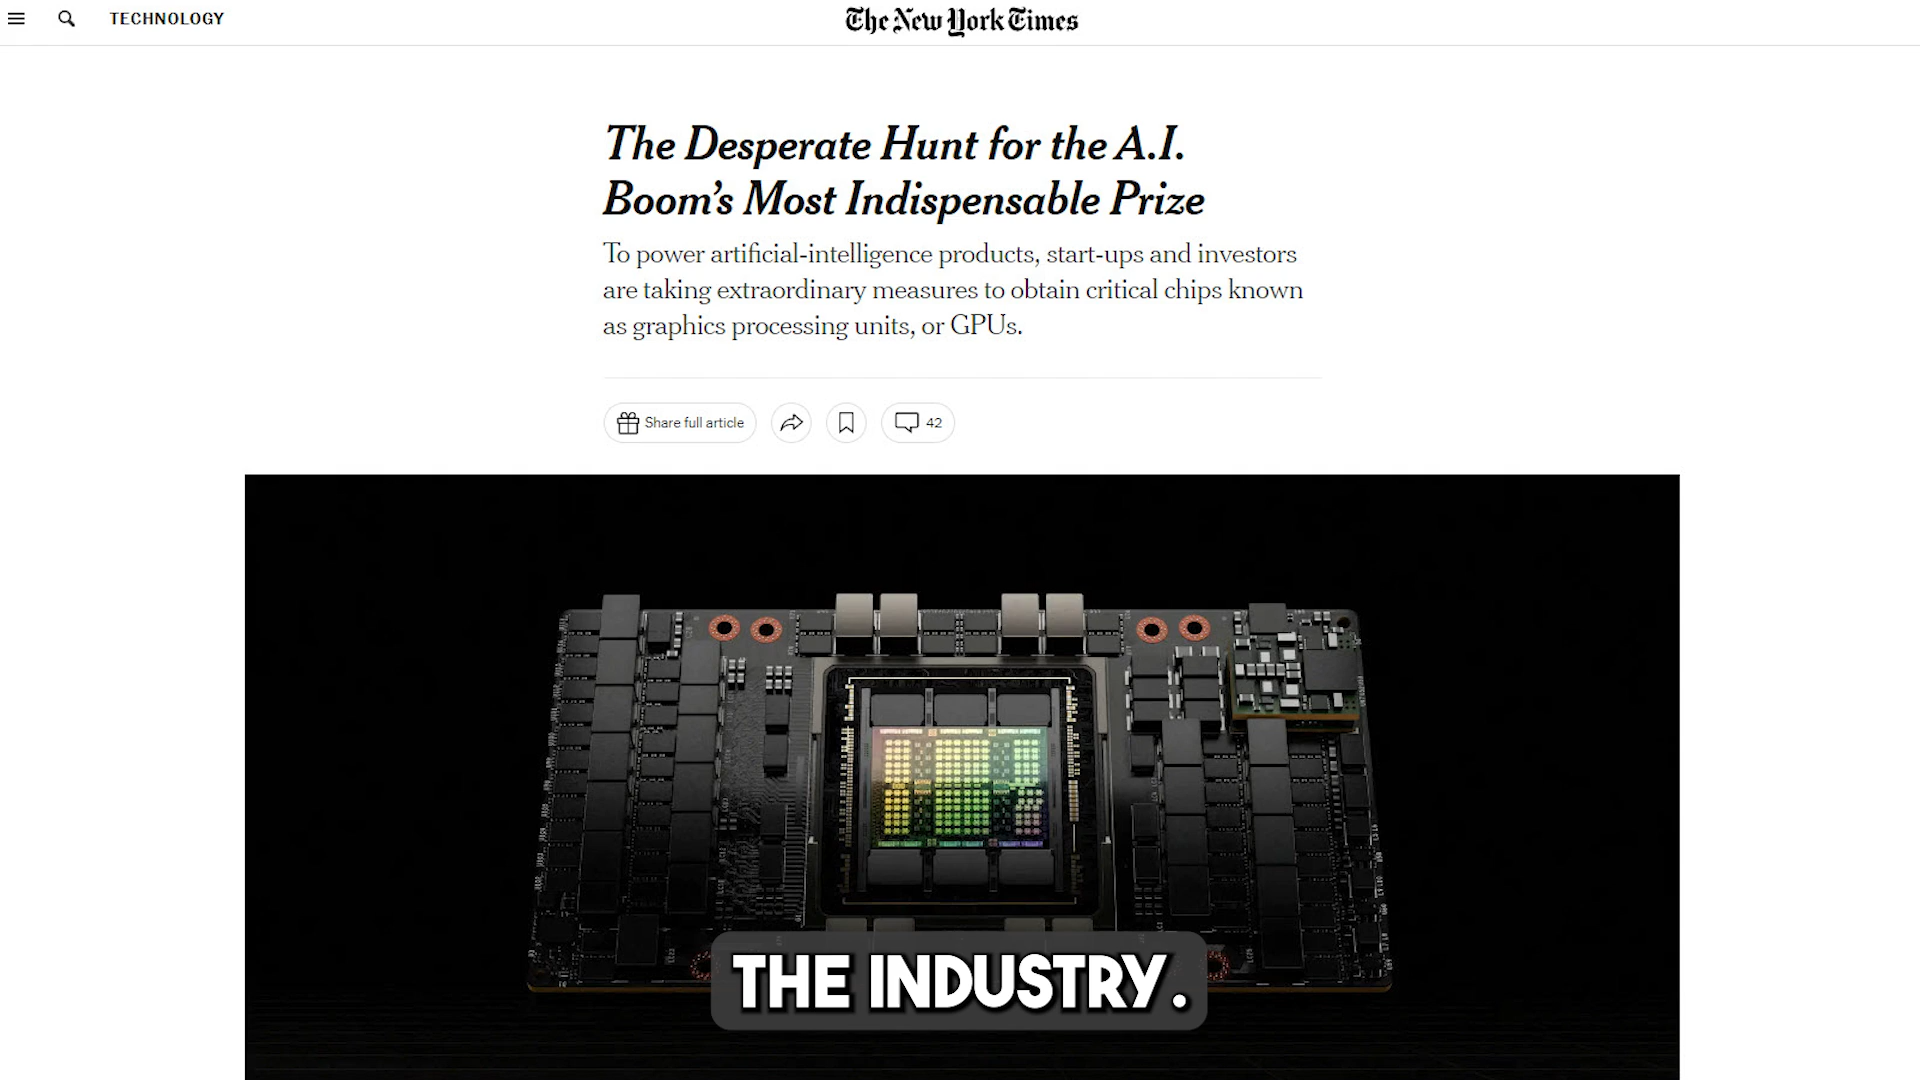 TECHNOLOGY
The New York Times
The Desperate Hunt for the A.I.
Boom’s Most Indispensable Prize
To power artificial-intelligence products, start-ups and investors
are taking extraordinary measures to obtain critical chips known
as graphics processing units, or GPUs.
Share full article
42
THE INDUSTRY.